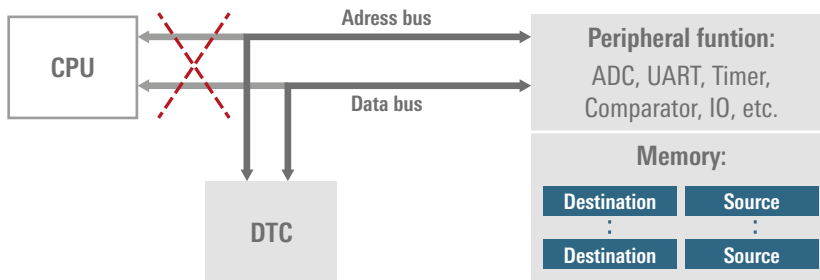 Adress bus
CPU
Data bus
Peripheral funtion:
ADC, UART, Timer,
Comparator, IO, etc.
Memory:
Destination Source
: :
Destination Source
DTC